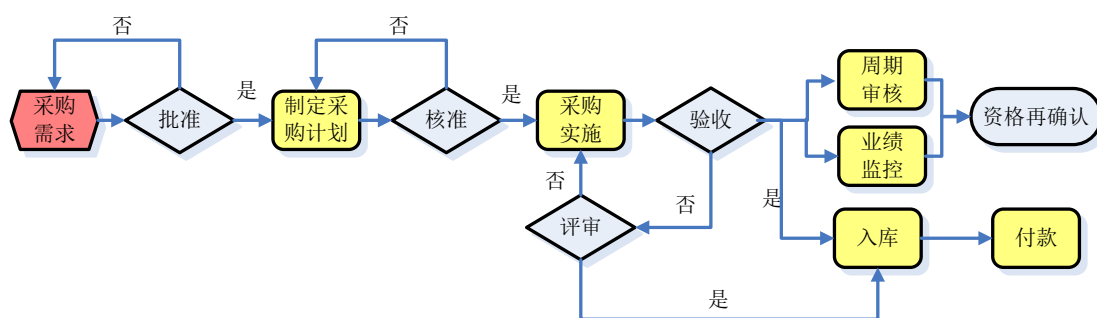 否
否
采购
需求
批准
是
制定采
购计划
核准
是
采购
实施
验收
周期
审核
业绩
监控
资格再确认
否
评审
否
是
入库
付款
是